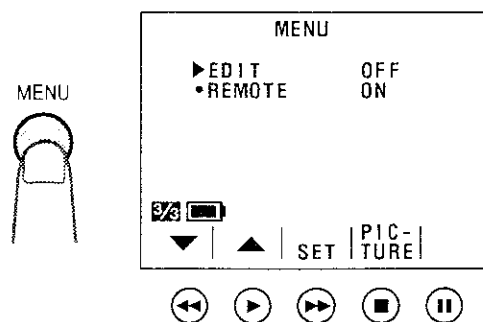 MENU
MENU
▶EDIT OFF
•REMOTE ON
3/3
▼ ▲ SET PIC-
TURE